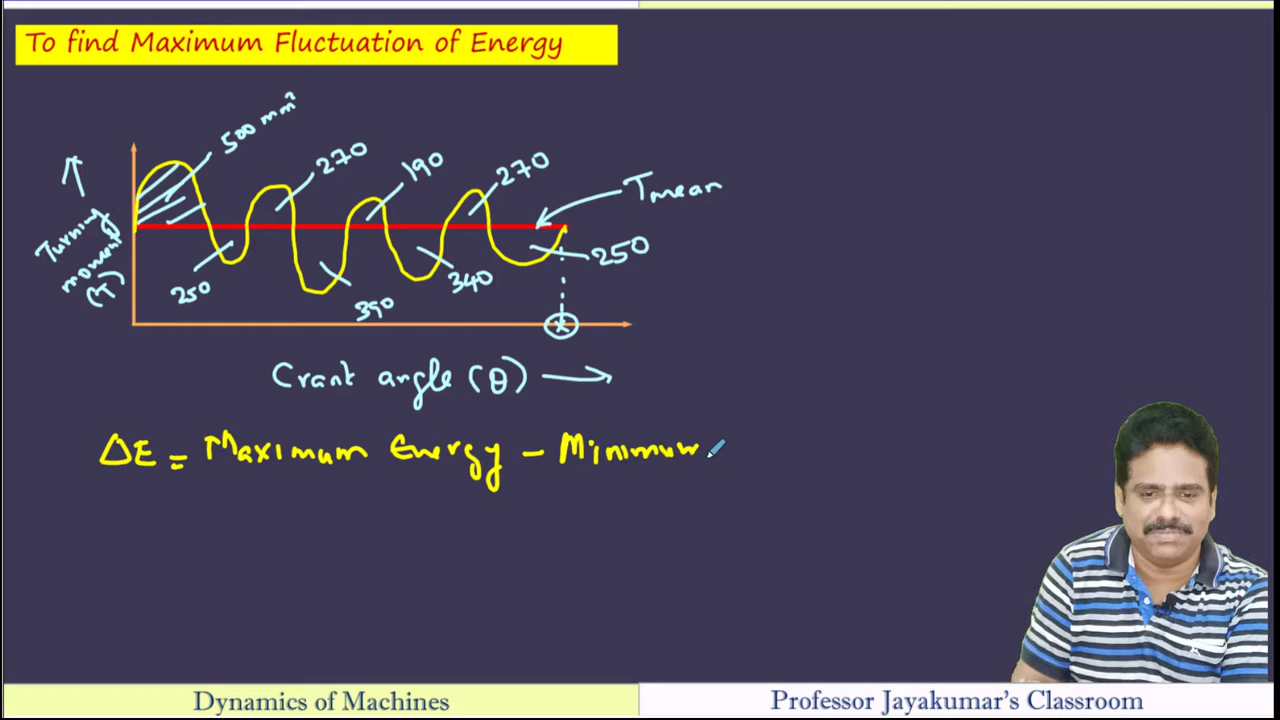 To find Maximum Fluctuation of Energy
500 mm²
270
190
270
Tmean
Turning
moment
(T)
250
390
340
250
x
Crank angle (θ)
ΔE = Maximum Energy - Minimum
Dynamics of Machines
Professor Jayakumar's Classroom